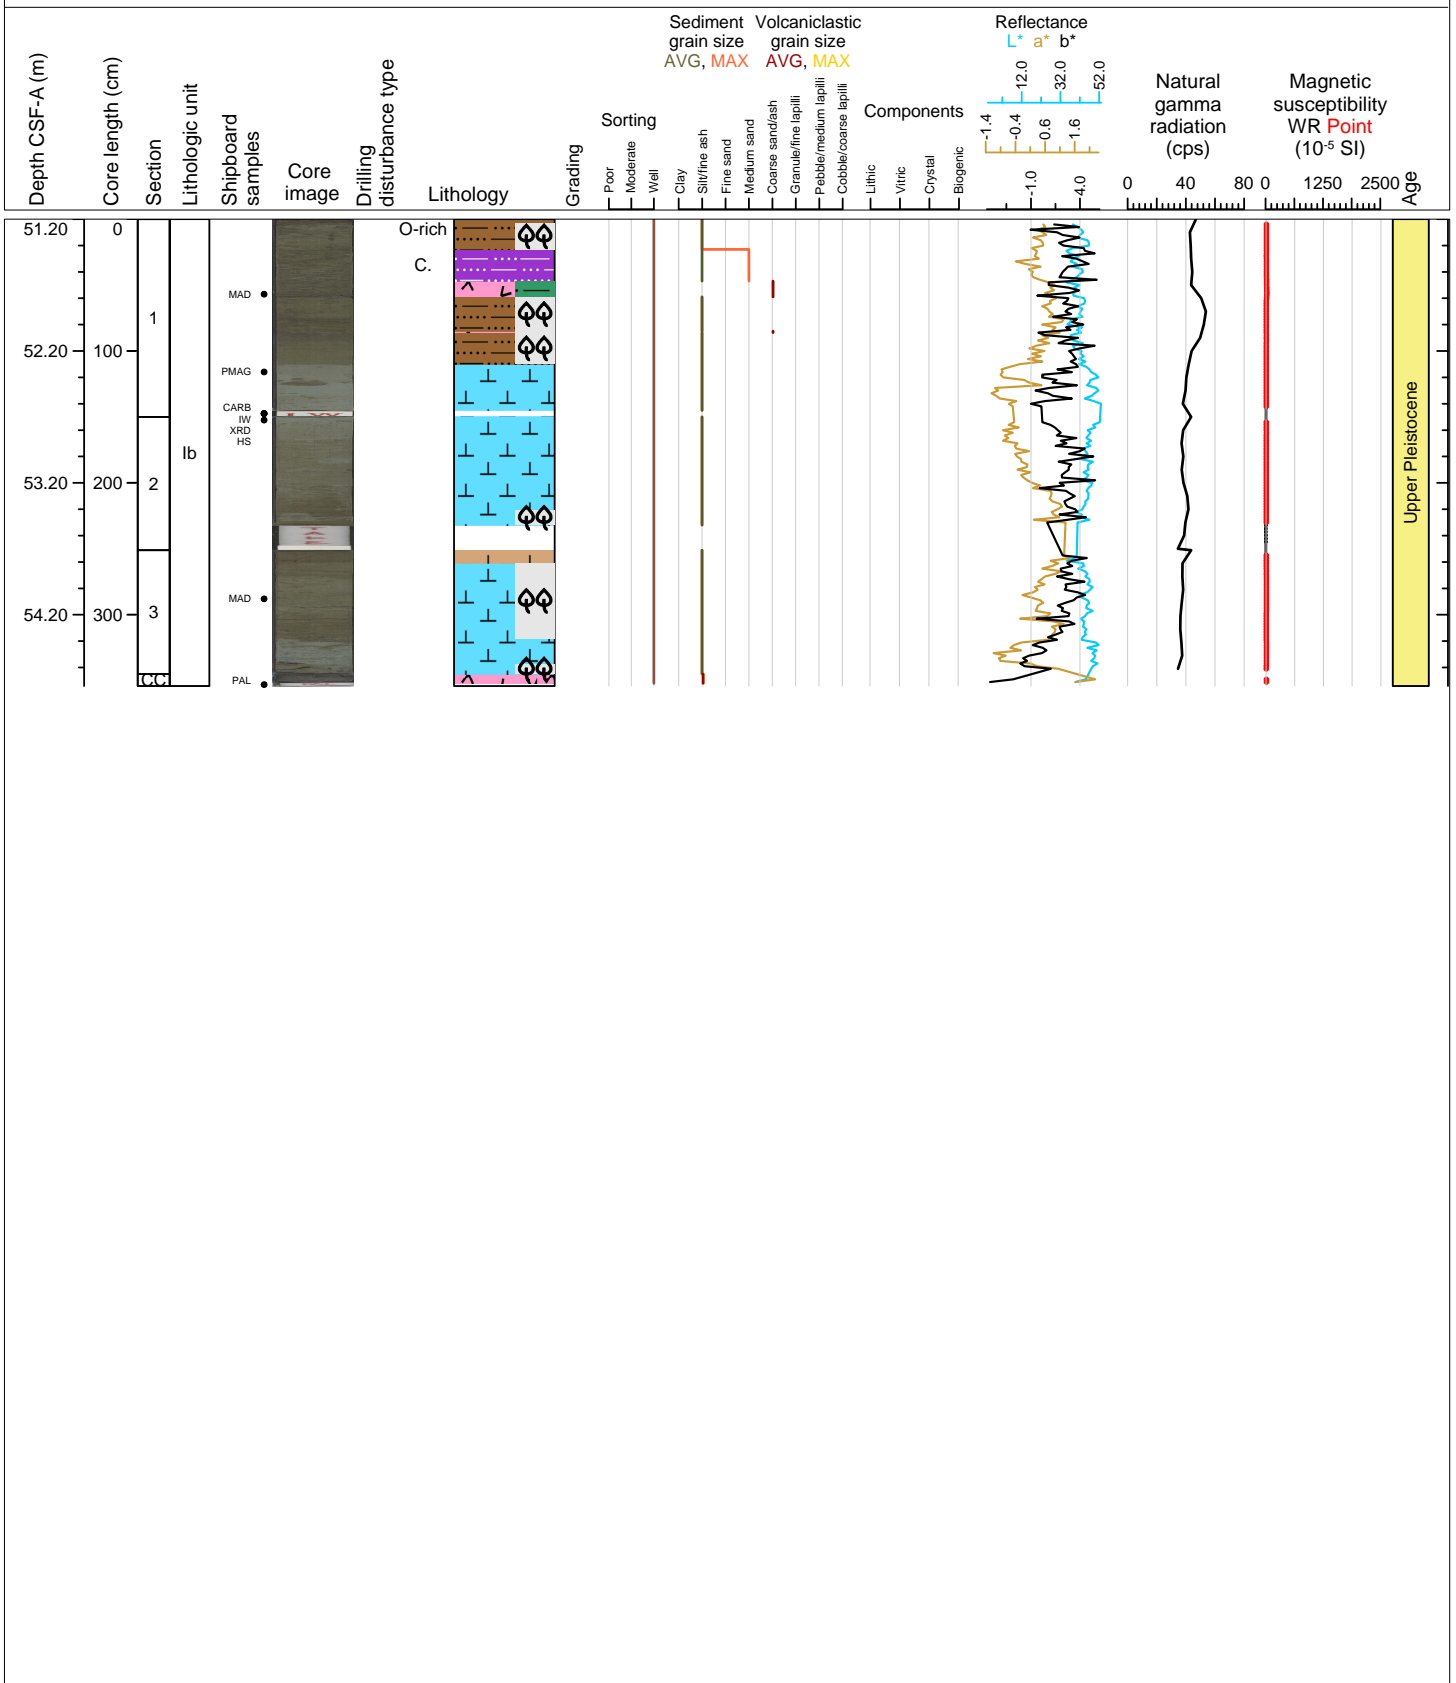 Depth CSF-A (m)
Core length (cm)
Section
Lithologic unit
Shipboard
samples
Core
image
Drilling
disturbance type
Lithology
Grading
Sorting
Poor
Moderate
Well
Sediment
grain size
AVG, MAX
Volcaniclastic
grain size
AVG, MAX
Clay
Silt/fine ash
Fine sand
Medium sand
Coarse sand/ash
Granule/fine lapilli
Pebble/medium lapilli
Cobble/coarse lapilli
Components
Lithic
Vitric
Crystal
Biogenic
Reflectance
L* a* b*
12.0 32.0 52.0
-1.4 -0.4 0.6 1.6
-1.0 4.0
Natural
gamma
radiation
(cps)
0 40 80
Magnetic
susceptibility
WR Point
(10-5 SI)
0 1250 2500
Age
51.20 0
52.20 100
53.20 200
54.20 300
1
2
3
CC
Ib
MAD
PMAG
CARB
IW
XRD
HS
MAD
PAL
O-rich
C.
Upper Pleistocene